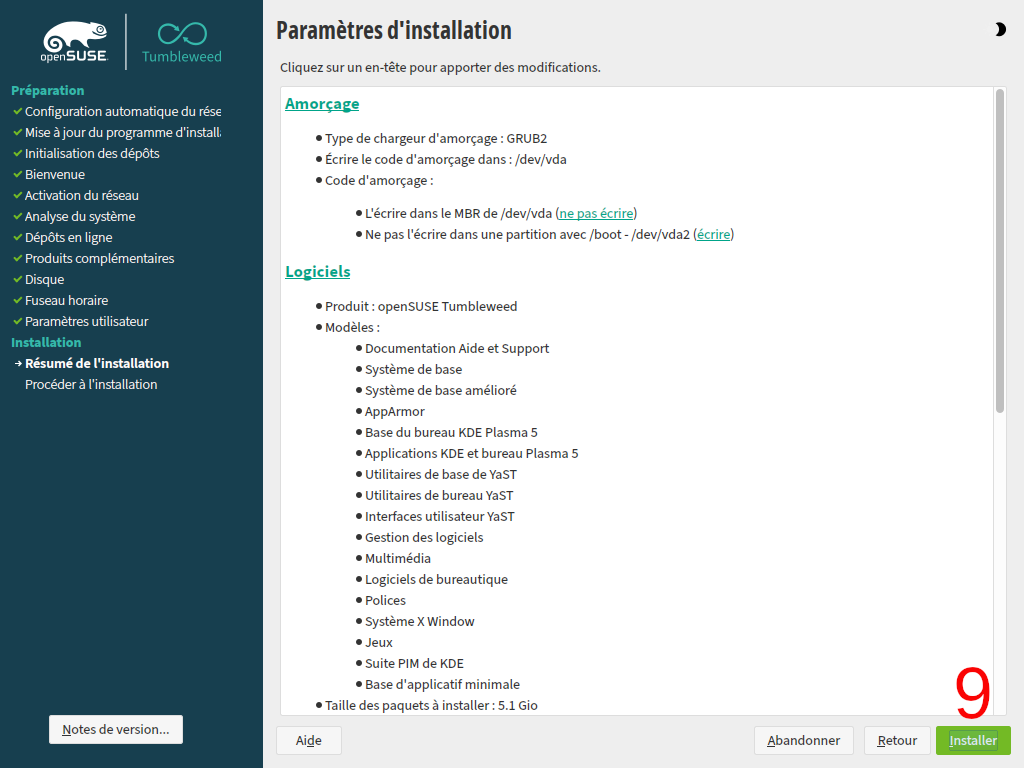 openSUSE
Tumbleweed
Préparation
Configuration automatique du rése
Mise à jour du programme d'install
Initialisation des dépôts
Bienvenue
Activation du réseau
Analyse du système
Dépôts en ligne
Produits complémentaires
Disque
Fuseau horaire
Paramètres utilisateur
Installation
Résumé de l'installation
Procéder à l'installation
Notes de version...
Paramètres d'installation
Cliquez sur un en-tête pour apporter des modifications.
Amorçage
Type de chargeur d'amorçage : GRUB2
Écrire le code d'amorçage dans : /dev/vda
Code d'amorçage :
L'écrire dans le MBR de /dev/vda (ne pas écrire)
Ne pas l'écrire dans une partition avec /boot - /dev/vda2 (écrire)
Logiciels
Produit : openSUSE Tumbleweed
Modèles :
Documentation Aide et Support
Système de base
Système de base amélioré
AppArmor
Base du bureau KDE Plasma 5
Applications KDE et bureau Plasma 5
Utilitaires de base de YaST
Utilitaires de bureau YaST
Interfaces utilisateur YaST
Gestion des logiciels
Multimédia
Logiciels de bureautique
Polices
Système X Window
Jeux
Suite PIM de KDE
Base d'applicatif minimale
Taille des paquets à installer : 5.1 Gio
9
Aide
Abandonner
Retour
Installer